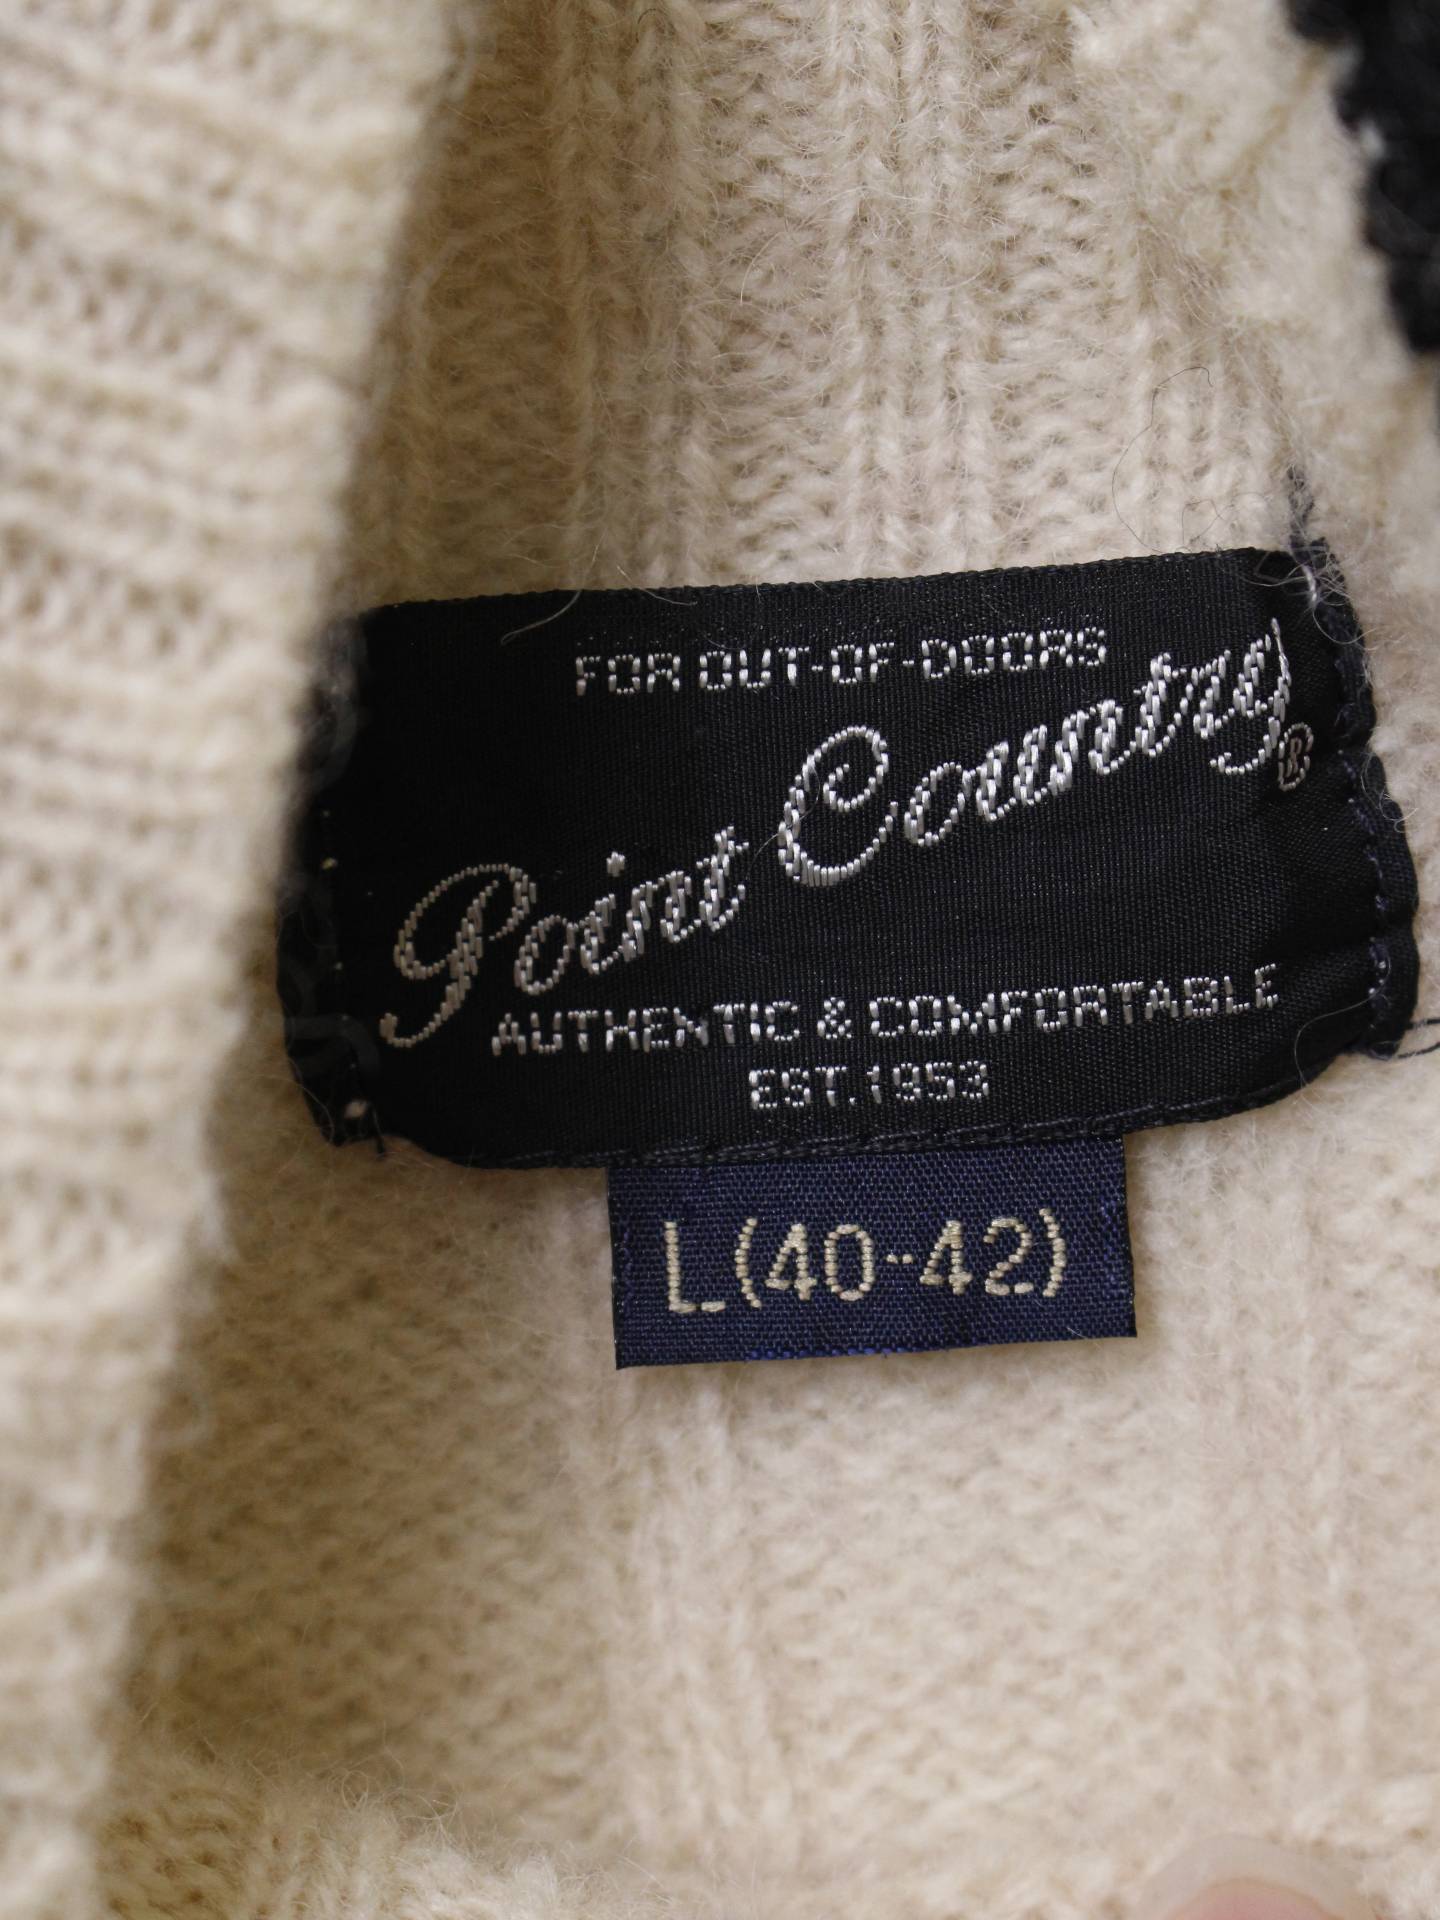 FOR OUT-OF-DOORS
Point Country®
AUTHENTIC & COMFORTABLE
EST.1953
L(40-42)